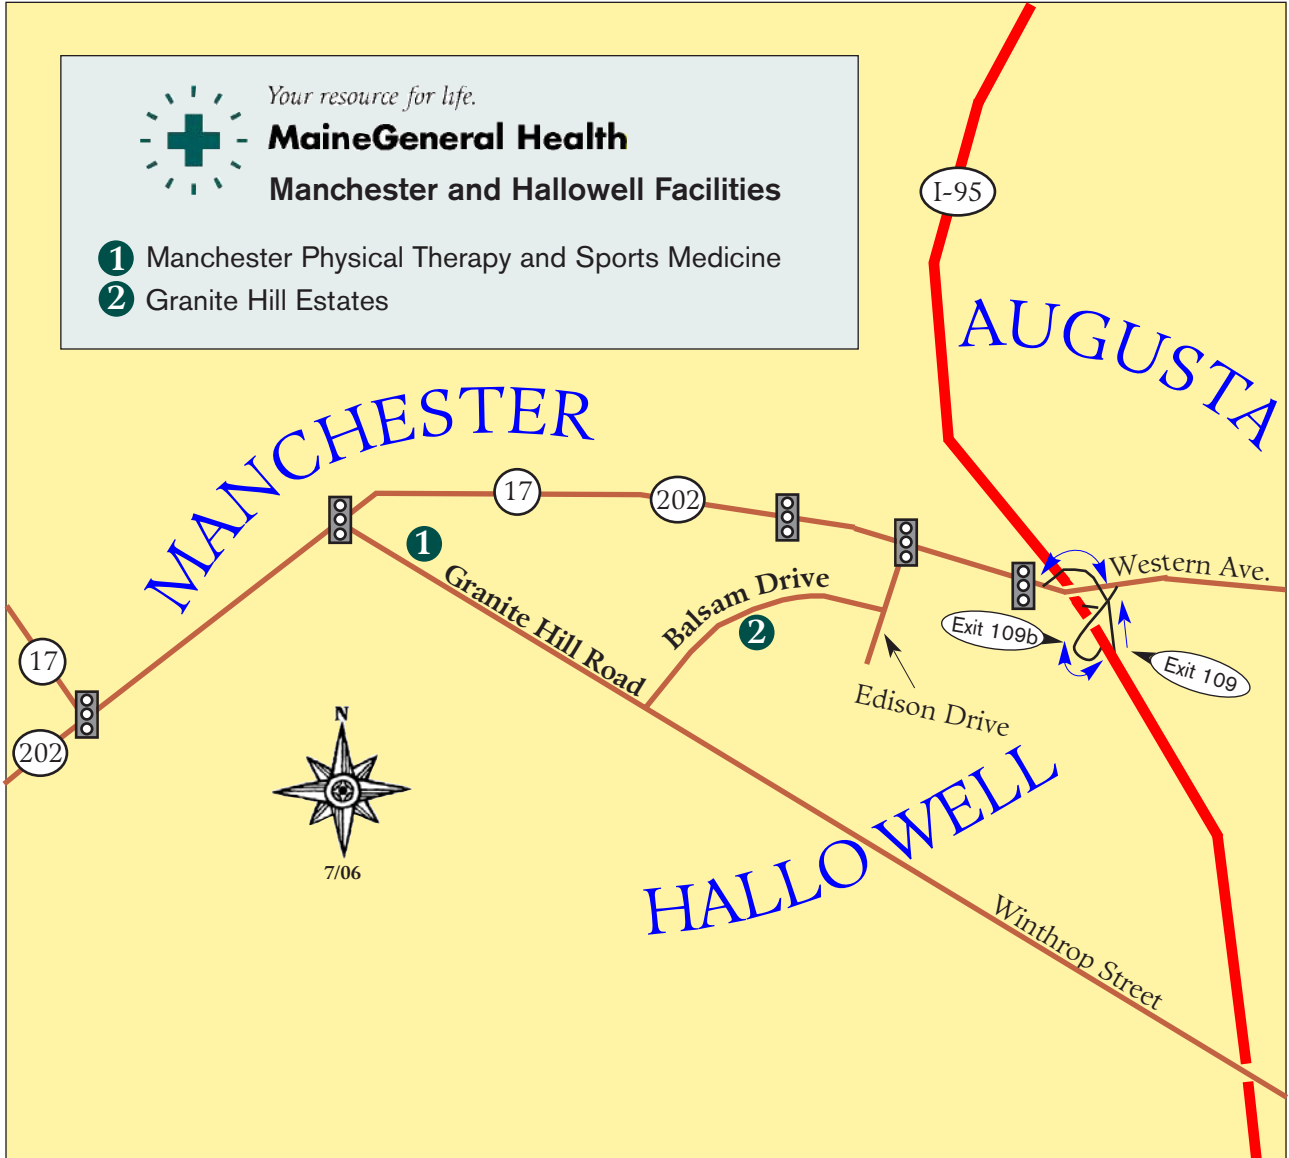 Your resource for life.
MaineGeneral Health
Manchester and Hallowell Facilities
1 Manchester Physical Therapy and Sports Medicine
2 Granite Hill Estates
I-95
AUGUSTA
MANCHESTER
17
202
1
Granite Hill Road
Balsam Drive
2
Western Ave.
Exit 109b
Exit 109
17
202
Edison Drive
N
7/06
HALLOWELL
Winthrop Street